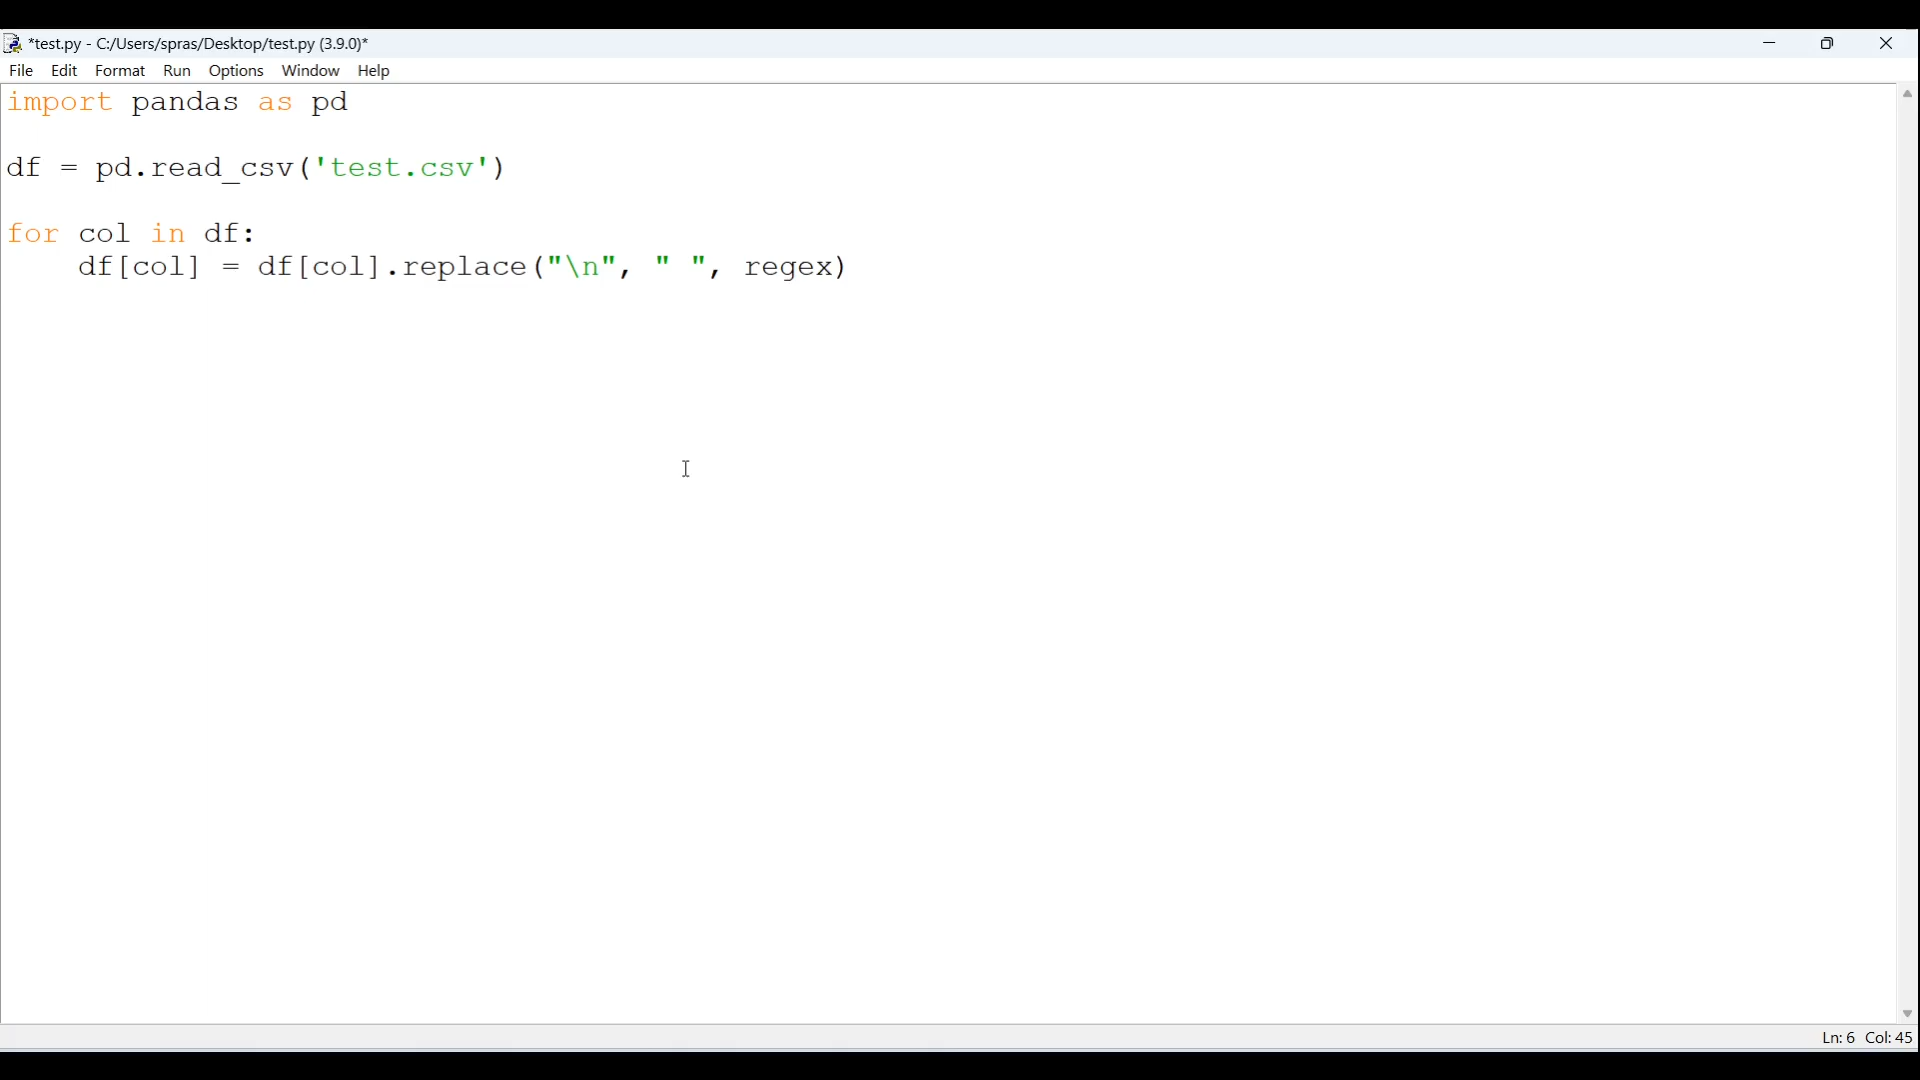 *test.py - C:/Users/spras/Desktop/test.py (3.9.0)*
File Edit Format Run Options Window Help
import pandas as pd
df = pd.read_csv('test.csv')
for col in df:
    df[col] = df[col].replace("\n", " ", regex)
Ln: 6 Col: 45